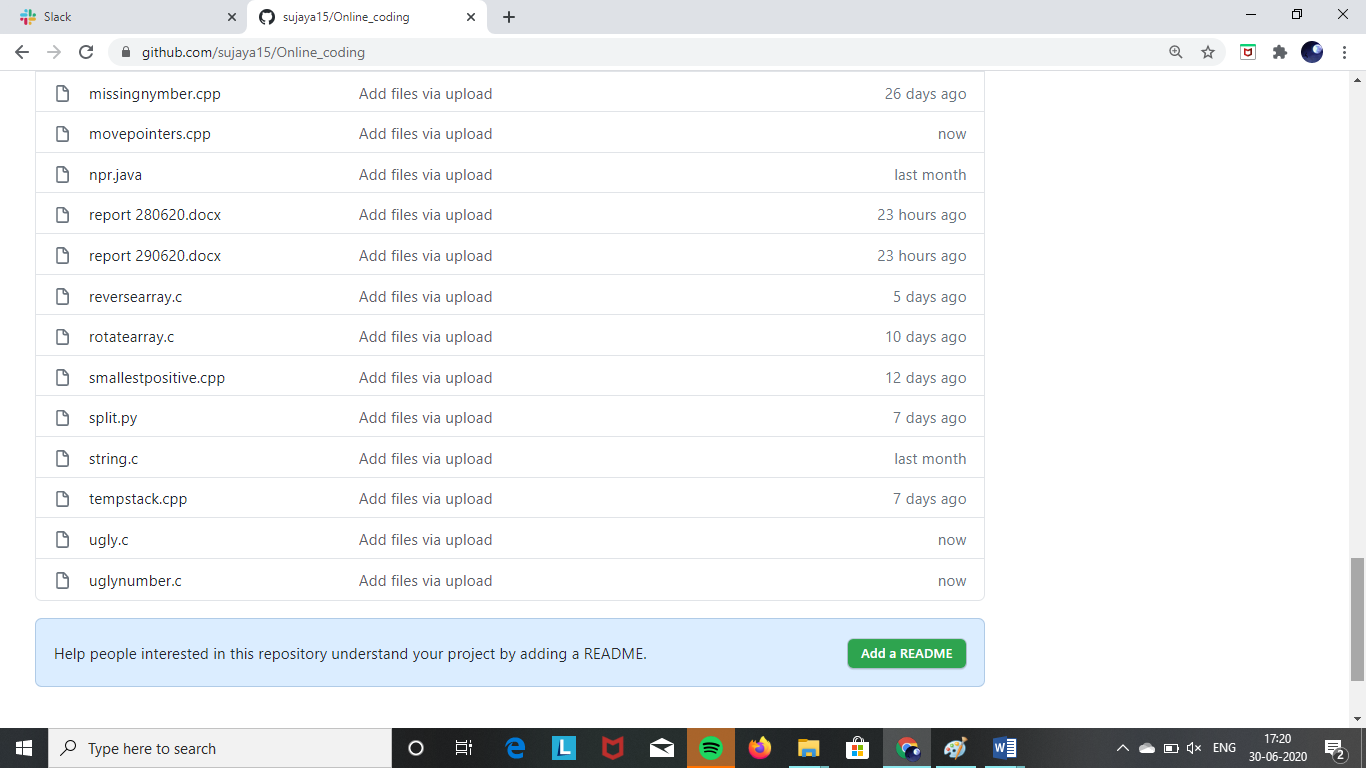 Slack
sujaya15/Online_coding
github.com/sujaya15/Online_coding
missingnymber.cpp Add files via upload 26 days ago
movepointers.cpp Add files via upload now
npr.java Add files via upload last month
report 280620.docx Add files via upload 23 hours ago
report 290620.docx Add files via upload 23 hours ago
reversearray.c Add files via upload 5 days ago
rotatearray.c Add files via upload 10 days ago
smallestpositive.cpp Add files via upload 12 days ago
split.py Add files via upload 7 days ago
string.c Add files via upload last month
tempstack.cpp Add files via upload 7 days ago
ugly.c Add files via upload now
uglynumber.c Add files via upload now
Help people interested in this repository understand your project by adding a README. Add a README
Type here to search
ENG
17:20
30-06-2020
2